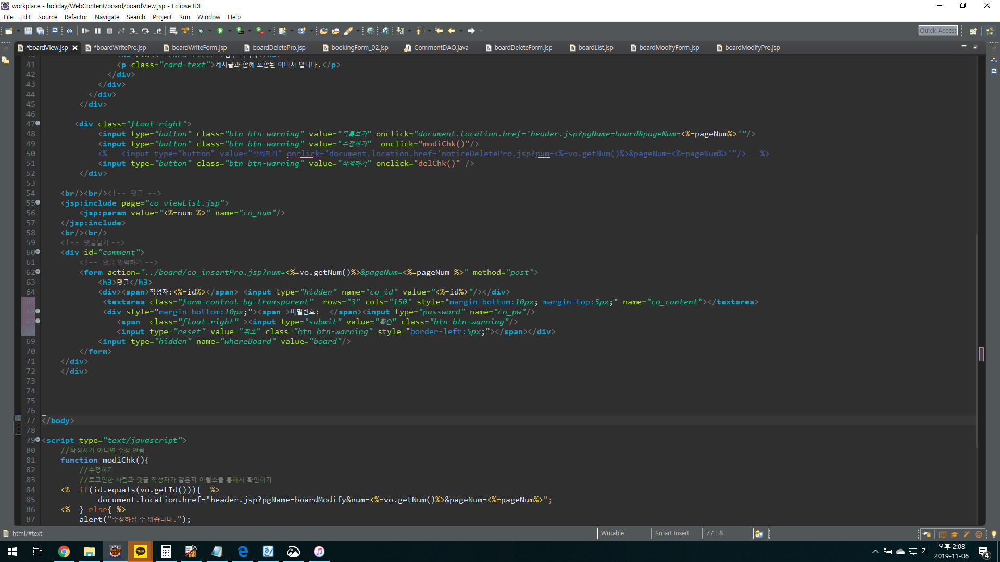 workplace - holiday/WebContent/board/boardView.jsp - Eclipse IDE
File Edit Source Refactor Navigate Search Project Run Window Help
Quick Access
*boardView.jsp *boardWritePro.jsp boardWriteForm.jsp boardDeletePro.jsp bookingForm_02.jsp CommentDAO.java boardDeleteForm.jsp boardList.jsp boardModifyForm.jsp boardModifyPro.jsp
41 <p class="card-text">게시글과 함께 포함된 이미지 입니다.</p>
42 </div>
43 </div>
44 </div>
45 </div>
46
47 <div class="float-right">
48 <input type="button" class="btn btn-warning" value="목록보기" onclick="document.location.href='header.jsp?pgName=board&pageNum=<%=pageNum%>'"/>
49 <input type="button" class="btn btn-warning" value="수정하기"  onclick="modiChk()"/>
50 <%-- <input type="button" value="삭제하기" onclick="document.location.href='noticeDeletePro.jsp?num=<%=vo.getNum()%>&pageNum=<%=pageNum%>'"/> --%>
51 <input type="button" class="btn btn-warning" value="삭제하기" onclick="delChk()" />
52 </div>
53
54 <br/><br/><!-- 댓글 -->
55 <jsp:include page="co_viewList.jsp">
56 <jsp:param value="<%=num %>" name="co_num"/>
57 </jsp:include>
58 <br/><br/>
59 <!-- 댓글달기 -->
60 <div id="comment">
61 <!-- 댓글 입력하기 -->
62 <form action="../board/co_insertPro.jsp?num=<%=vo.getNum()%>&pageNum=<%=pageNum %>" method="post">
63 <h3>댓글</h3>
64 <div><span>작성자:<%=id%></span> <input type="hidden" name="co_id" value="<%=id%>"/></div>
65 <textarea class="form-control bg-transparent"  rows="3" cols="150" style="margin-bottom:10px; margin-top:5px;" name="co_content"></textarea>
66 <div style="margin-bottom:10px;"><span >비밀번호:  </span><input type="password" name="co_pw"/>
67 <span  class="float-right" ><input type="submit" value="확인" class="btn btn-warning"/>
68 <input type="reset" value="취소" class="btn btn-warning" style="border-left:5px;"></span></div>
69 <input type="hidden" name="whereBoard" value="board"/>
70 </form>
71 </div>
72 </div>
73
74
75
76
77 </body>
78
79 <script type="text/javascript">
80 //작성자가 아니면 수정 안됨
81 function modiChk(){
82 //수정하기
83 //로그인한 사람과 댓글 작성자가 같은지 이퀄스를 통해서 확인하기
84 <%  if(id.equals(vo.getId())){  %>
85 document.location.href="header.jsp?pgName=boardModify&num=<%=vo.getNum()%>&pageNum=<%=pageNum%>";
86 <%  } else{ %>
87 alert("수정하실 수 없습니다.");
html/#text Writable Smart Insert 77 : 8
TALK
가 오후 2:08
2019-11-06
4